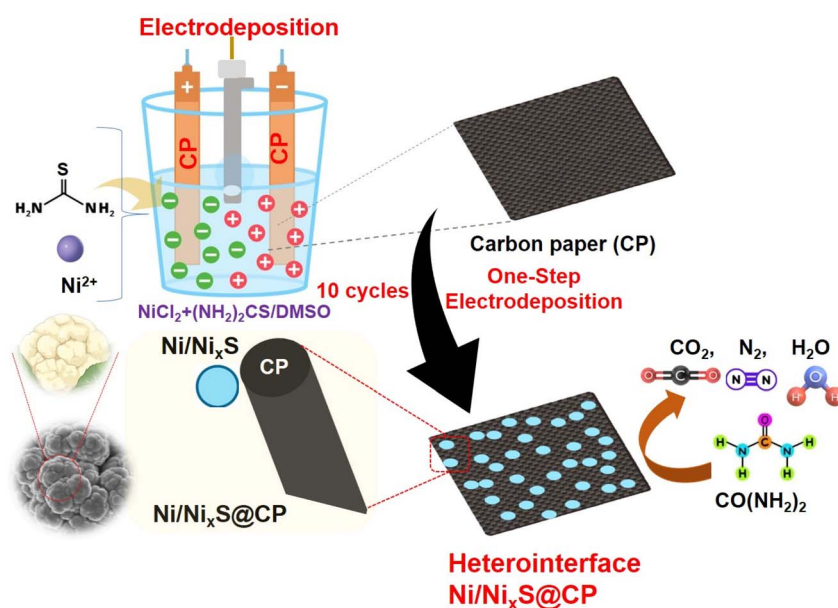 Electrodeposition
+
−
CP
CP
S
H₂N
NH₂
Ni²⁺
NiCl₂+(NH₂)₂CS/DMSO
Carbon paper (CP)
10 cycles
One-Step
Electrodeposition
Ni/NiₓS
CP
Ni/NiₓS@CP
CO₂,
N₂,
H₂O
O C O
N N
O
H H
O
H N C N H
H H
CO(NH₂)₂
Heterointerface
Ni/NiₓS@CP